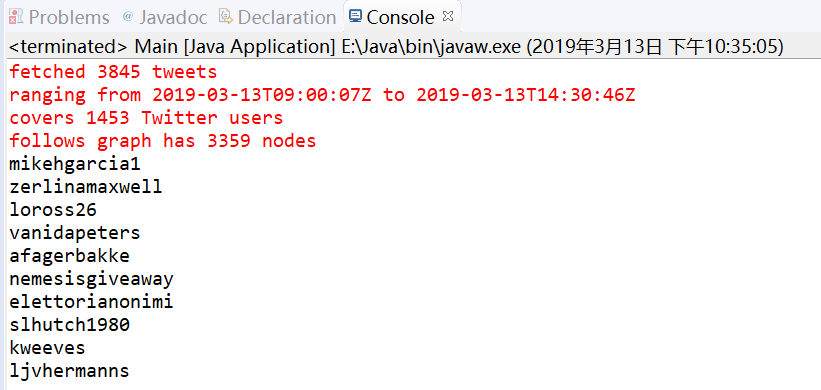 Problems @ Javadoc Declaration Console
<terminated> Main [Java Application] E:\Java\bin\javaw.exe (2019年3月13日 下午10:35:05)
fetched 3845 tweets
ranging from 2019-03-13T09:00:07Z to 2019-03-13T14:30:46Z
covers 1453 Twitter users
follows graph has 3359 nodes
mikehgarcia1
zerlinamaxwell
loross26
vanidapeters
afagerbakke
nemesisgiveaway
elettorianonimi
slhutch1980
kweeves
ljvhermanns